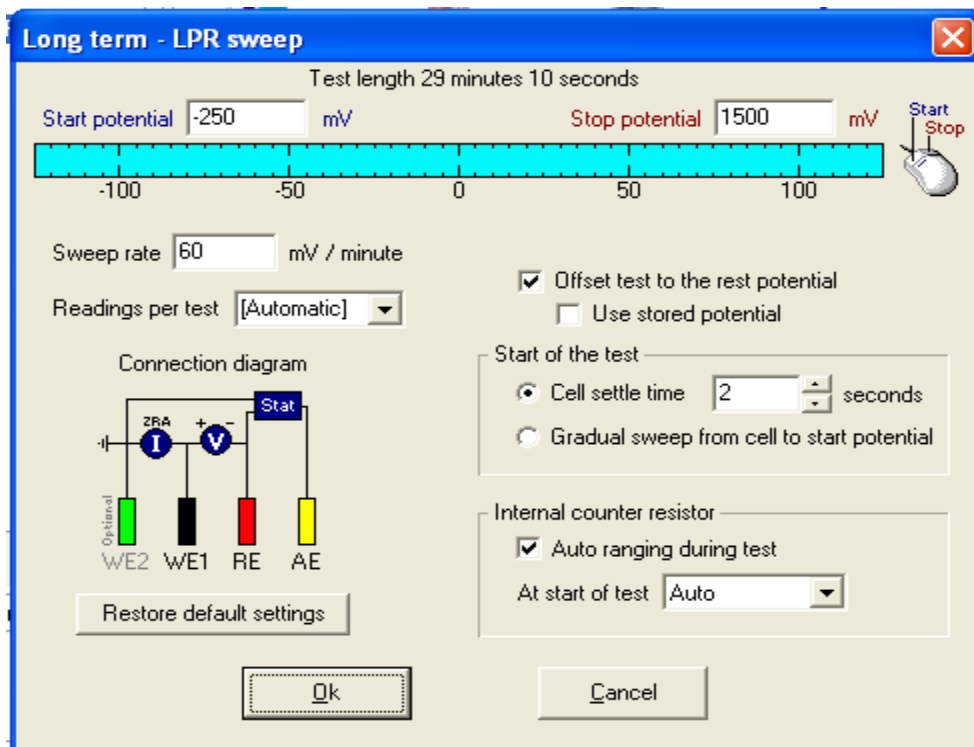 Long term - LPR sweep
Test length 29 minutes 10 seconds
Start potential -250 mV
Stop potential 1500 mV
Start
Stop
-100 -50 0 50 100
Sweep rate 60 mV / minute
Readings per test [Automatic]
Offset test to the rest potential
Use stored potential
Connection diagram
Stat
ZRA
I
+ V -
Optional
WE2 WE1 RE AE
Restore default settings
Start of the test
Cell settle time 2 seconds
Gradual sweep from cell to start potential
Internal counter resistor
Auto ranging during test
At start of test Auto
Ok
Cancel